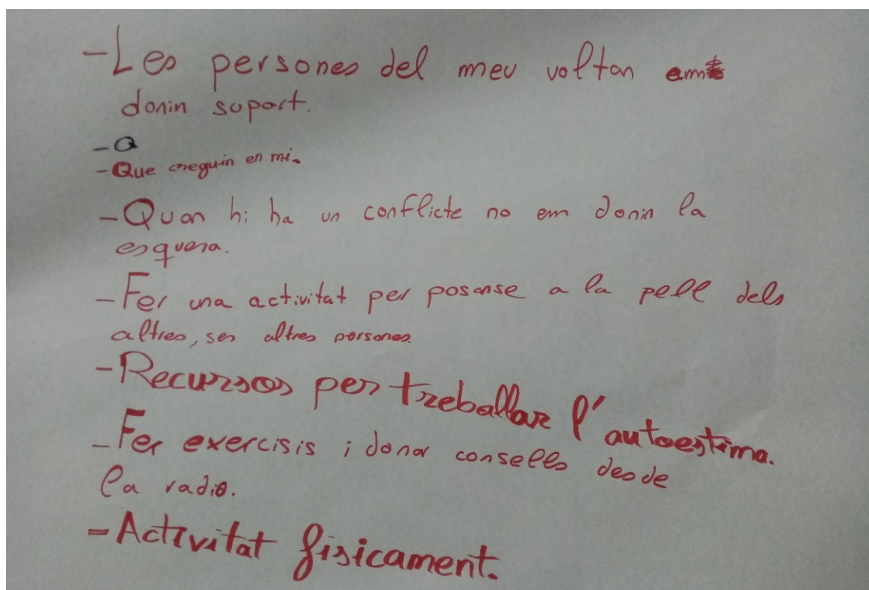 -Les persones del meu voltan em
donin suport.
-Q
-Que creguin en mi.
-Quan hi ha un conflicte no em donin la
esquena.
-Fer una activitat per posarse a la pell dels
altres, ser altres persones.
-Recursos per treballar l'autoestima.
-Fer exercisis i donar consells desde
la radio.
-Activitat físicament.